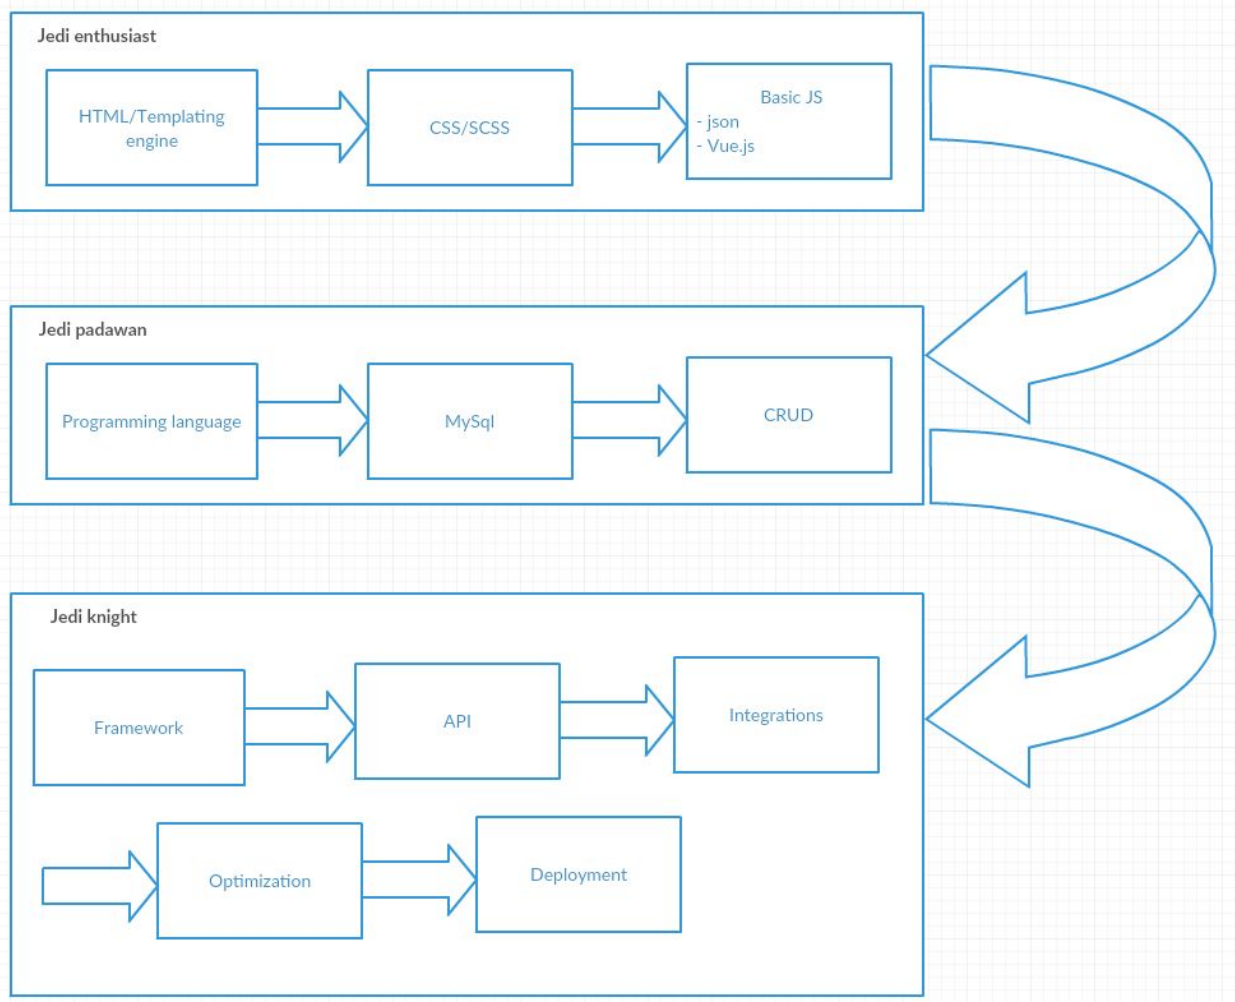 Jedi enthusiast
HTML/Templating
engine
CSS/SCSS
Basic JS
- json
- Vue.js
Jedi padawan
Programming language
MySql
CRUD
Jedi knight
Framework
API
Integrations
Optimization
Deployment